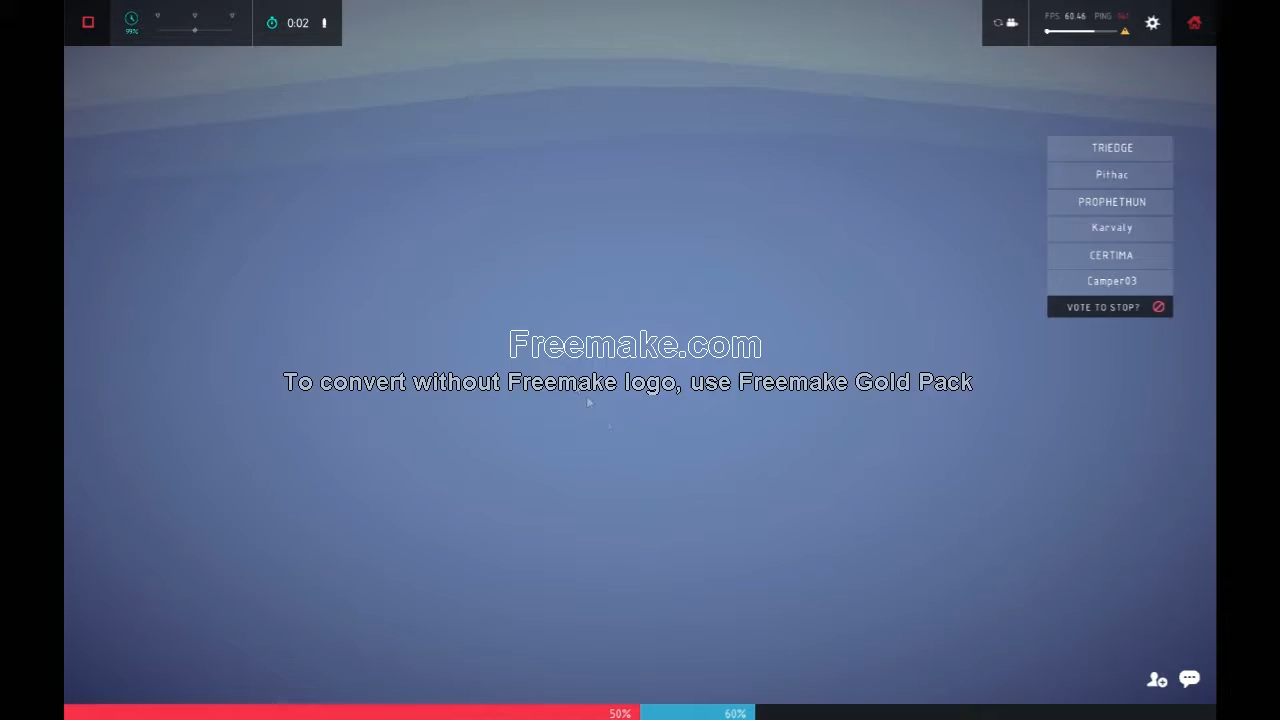 99%
0:02
FPS 60.46 PING
TRIEDGE
Pithac
PROPHETHUN
Karvaly
CERTIMA
Camper03
VOTE TO STOP?
Freemake.com
To convert without Freemake logo, use Freemake Gold Pack
50%
60%